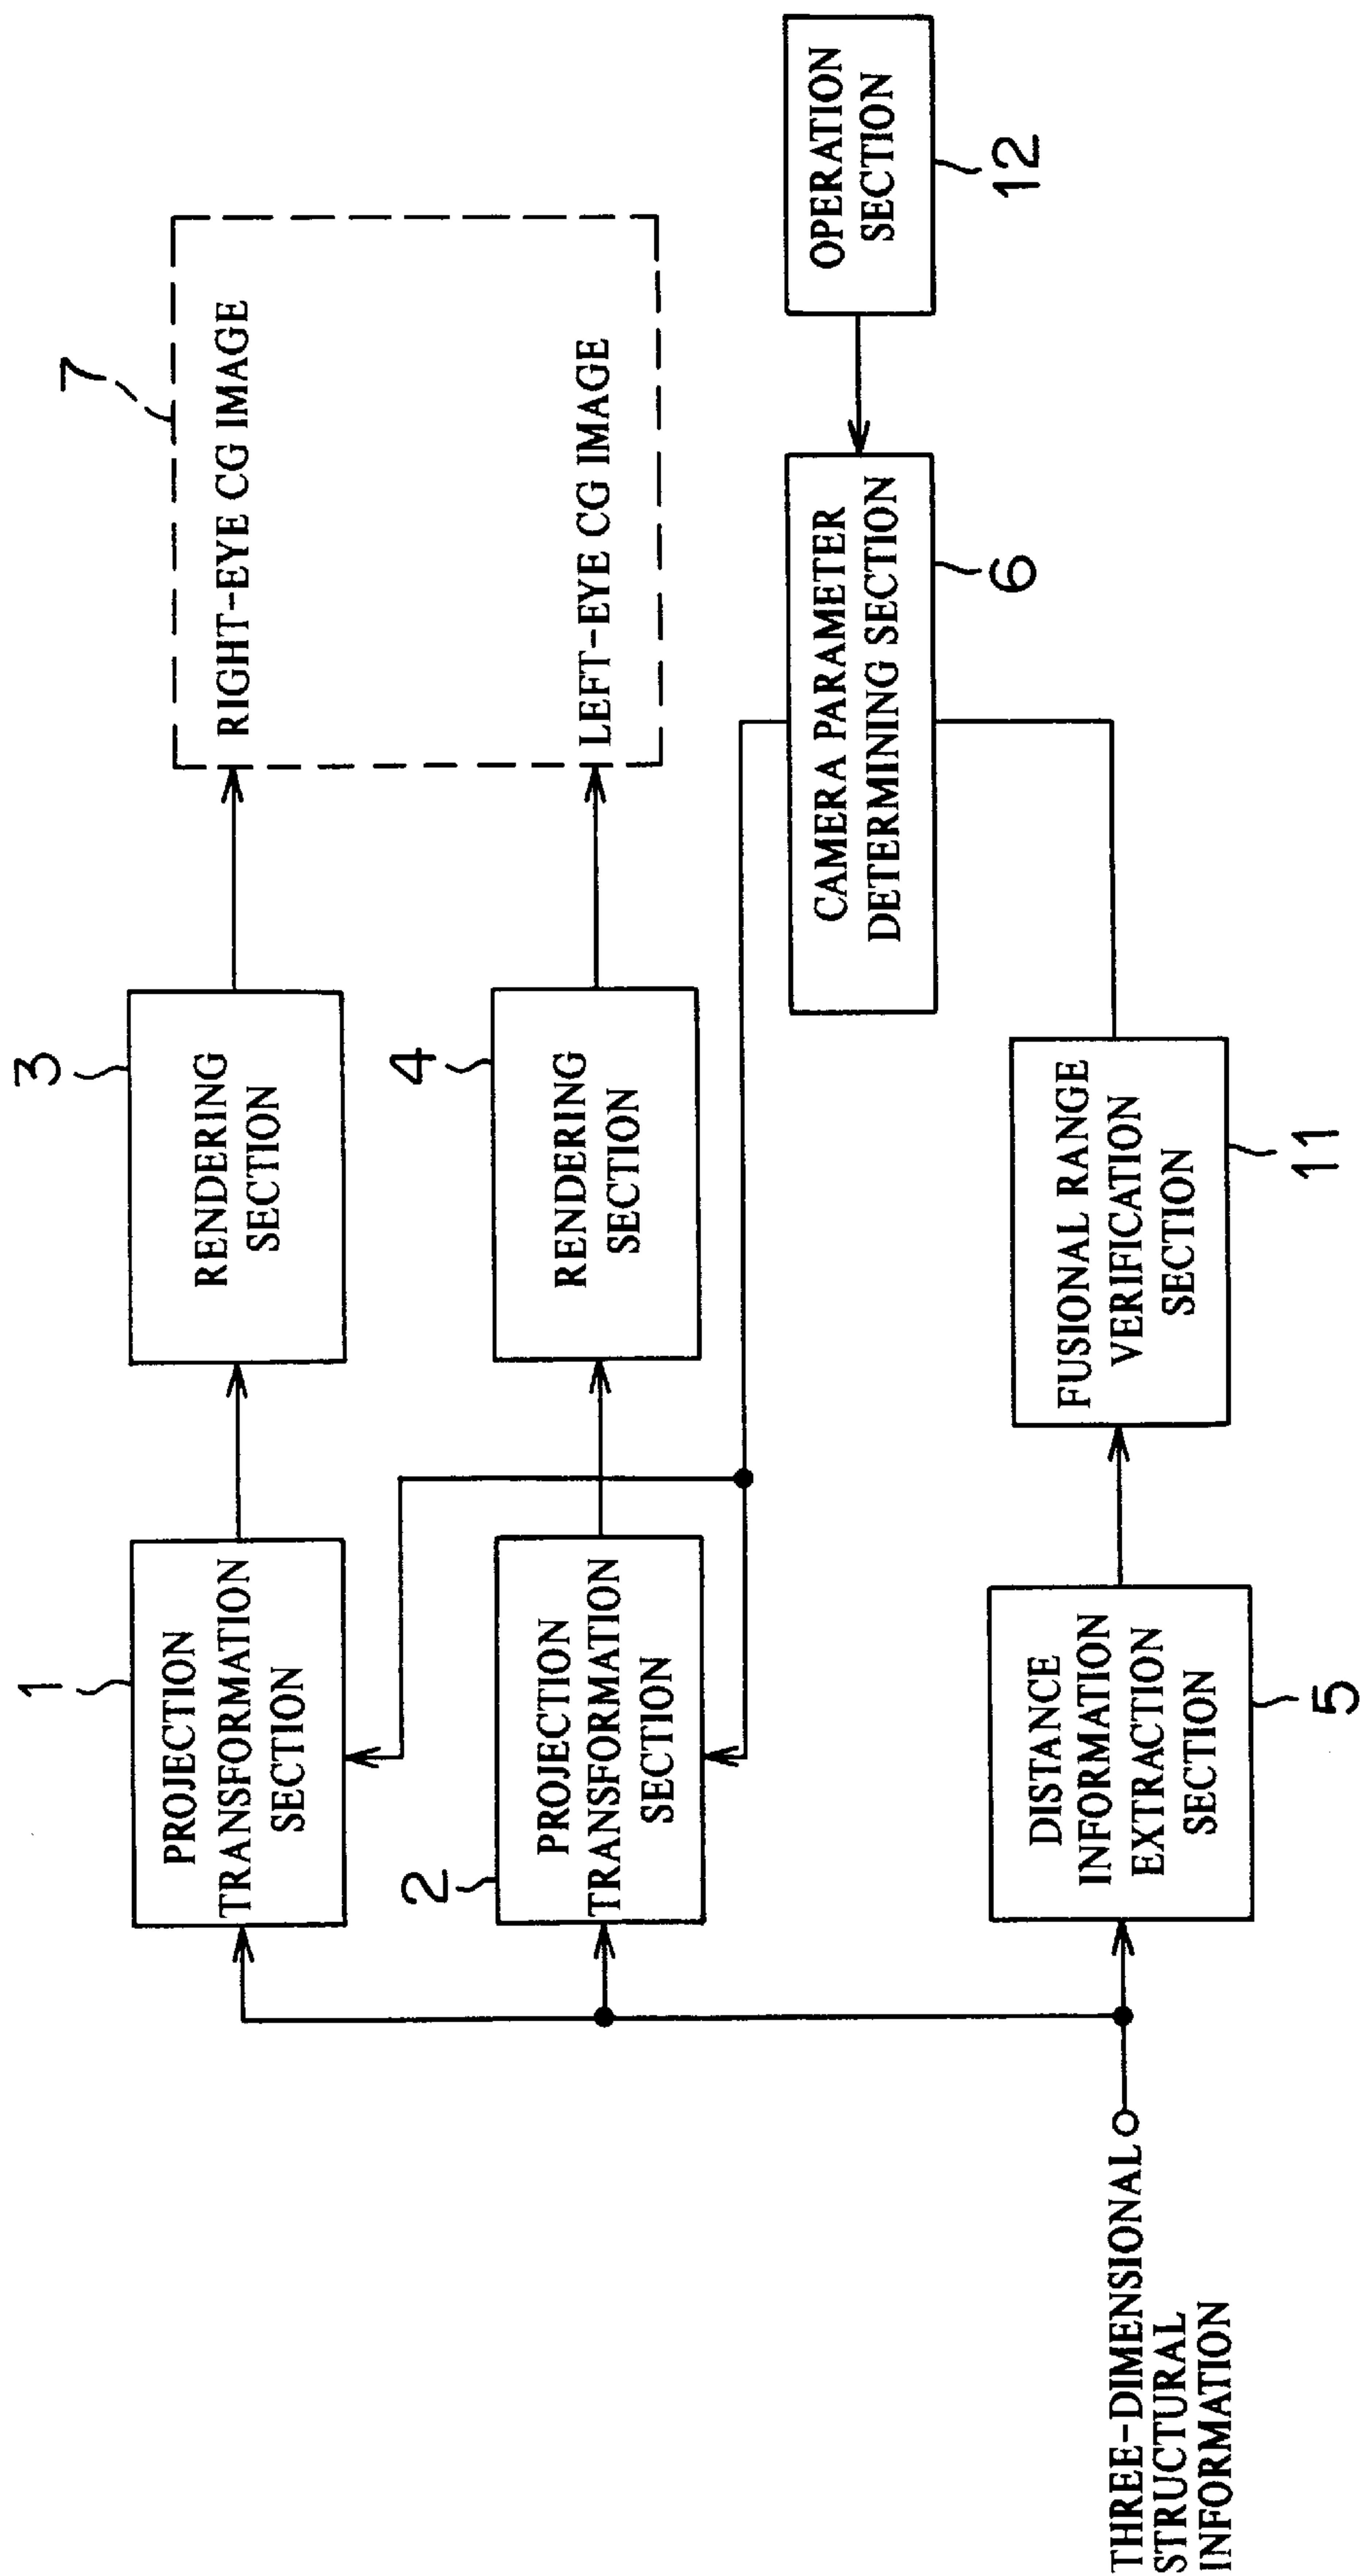 7
RIGHT-EYE CG IMAGE
LEFT-EYE CG IMAGE
3
RENDERING
SECTION
4
RENDERING
SECTION
1
PROJECTION
TRANSFORMATION
SECTION
2
PROJECTION
TRANSFORMATION
SECTION
OPERATION
SECTION
12
CAMERA PARAMETER
DETERMINING SECTION
6
FUSIONAL RANGE
VERIFICATION
SECTION
11
DISTANCE
INFORMATION
EXTRACTION
SECTION
5
THREE-DIMENSIONAL
STRUCTURAL
INFORMATION